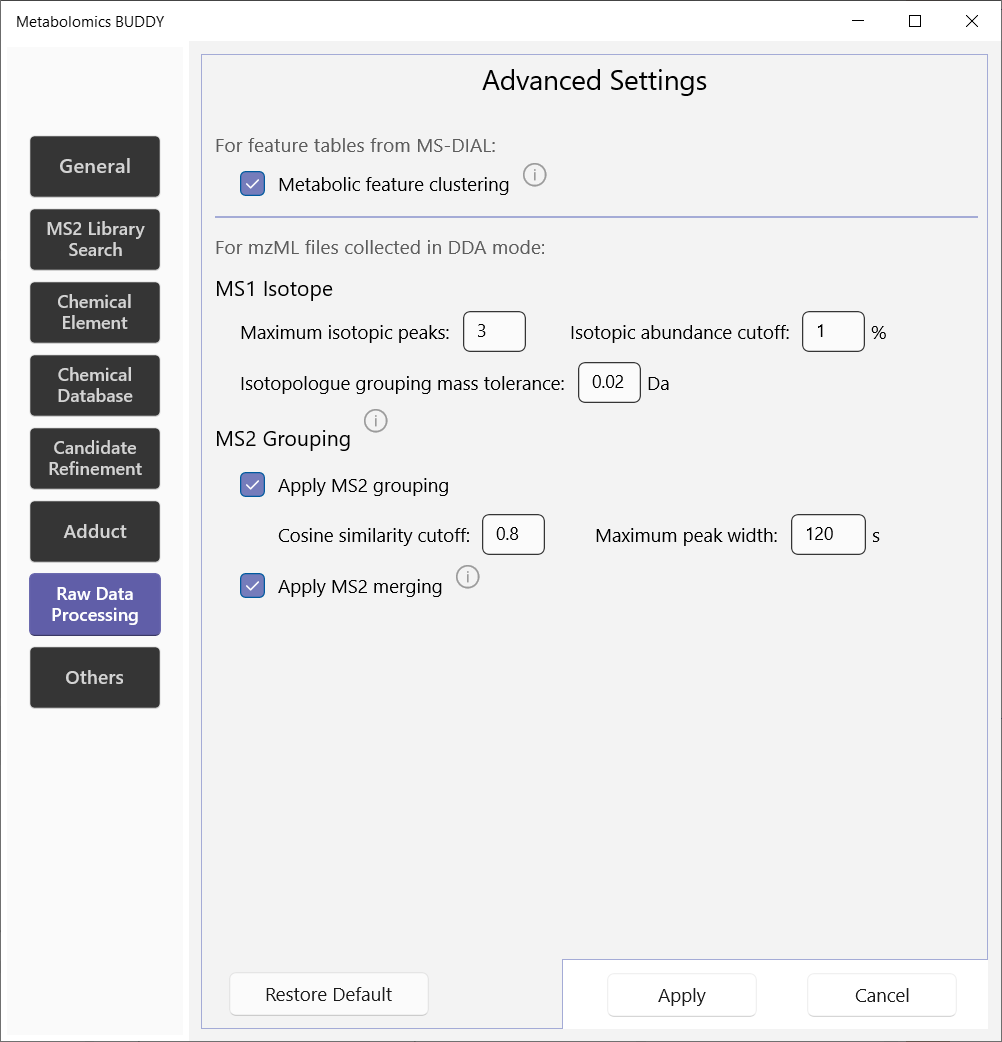 Metabolomics BUDDY
General
MS2 Library
Search
Chemical
Element
Chemical
Database
Candidate
Refinement
Adduct
Raw Data
Processing
Others
Advanced Settings
For feature tables from MS-DIAL:
Metabolic feature clustering
For mzML files collected in DDA mode:
MS1 Isotope
Maximum isotopic peaks: 3 Isotopic abundance cutoff: 1 %
Isotopologue grouping mass tolerance: 0.02 Da
MS2 Grouping
Apply MS2 grouping
Cosine similarity cutoff: 0.8 Maximum peak width: 120 s
Apply MS2 merging
Restore Default Apply Cancel